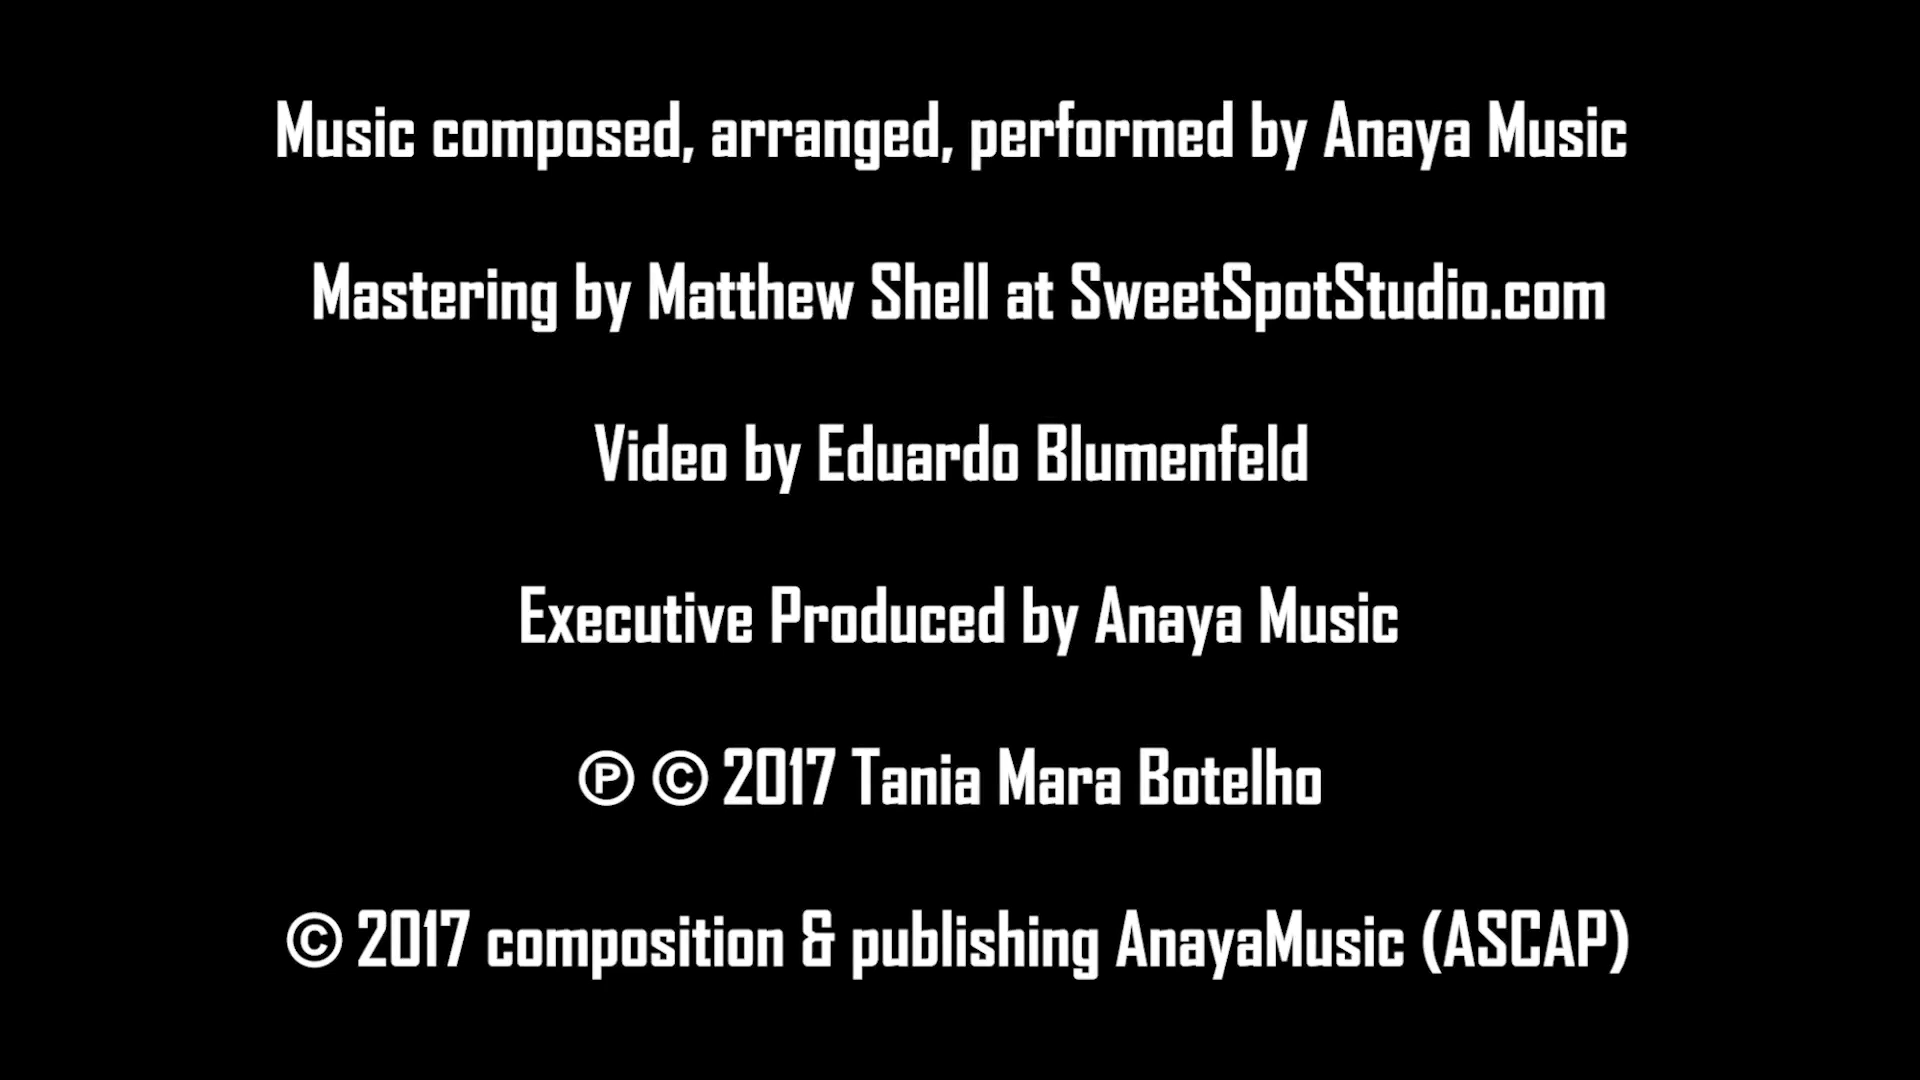 Music composed, arranged, performed by Anaya Music
Mastering by Matthew Shell at SweetSpotStudio.com
Video by Eduardo Blumenfeld
Executive Produced by Anaya Music
℗ © 2017 Tania Mara Botelho
© 2017 composition & publishing AnayaMusic (ASCAP)